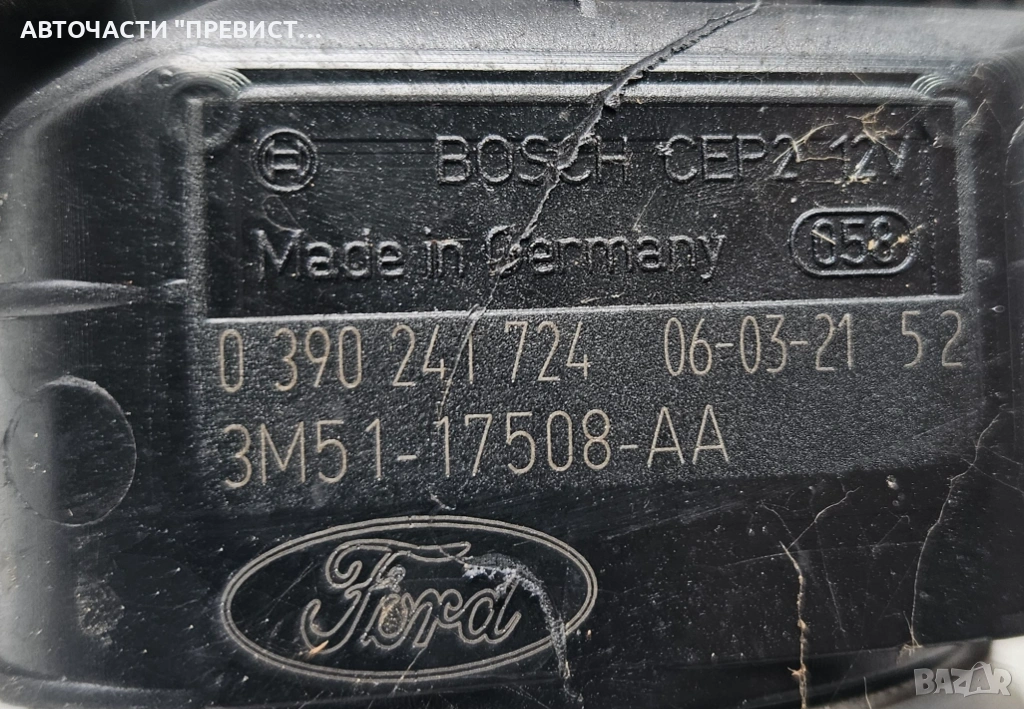 АВТОЧАСТИ "ПРЕВИСТ...
BOSCH CEP2 12V
Made in Germany 058
0 390 241 724 06-03-21 52
3M51-17508-AA
Ford
BAZAR